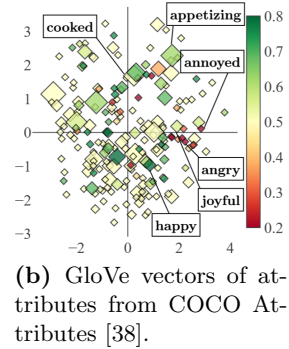 cooked
appetizing
annoyed
angry
joyful
happy
3
2
1
0
−1
−2
−3
−2
0
2
4
0.8
0.7
0.6
0.5
0.4
0.3
0.2
(b) GloVe vectors of at-
tributes from COCO At-
tributes [38].